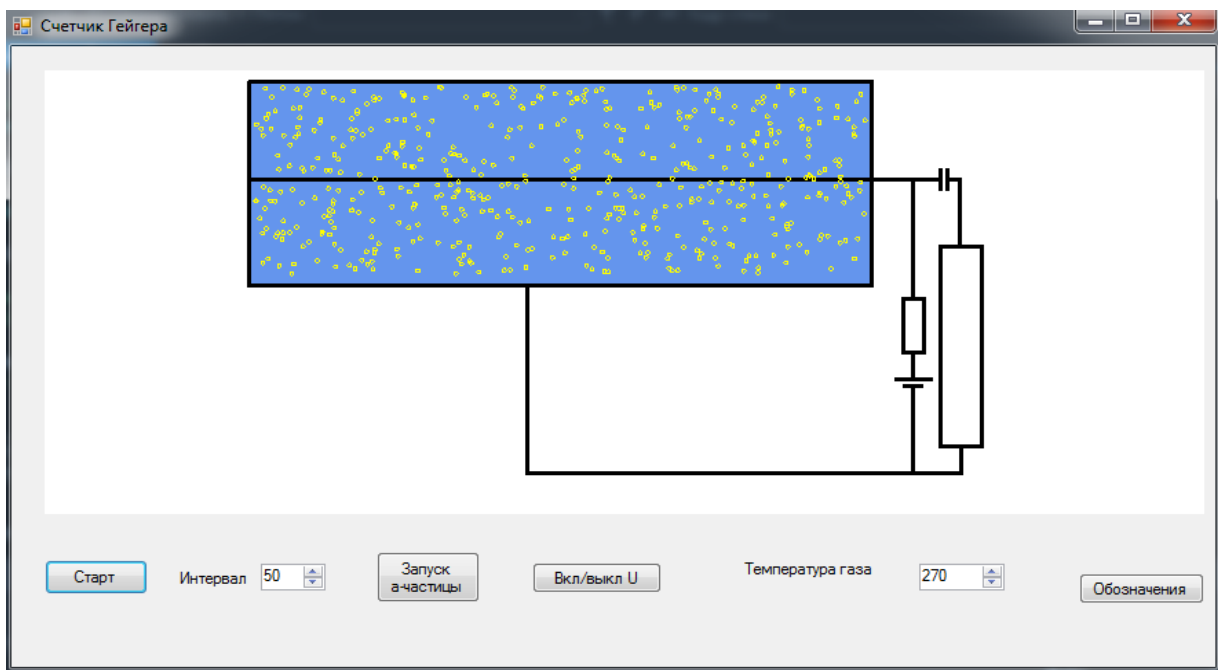 Счетчик Гейгера
Старт
Интервал 50
Запуск
а-частицы
Вкл/выкл U
Температура газа 270
Обозначения